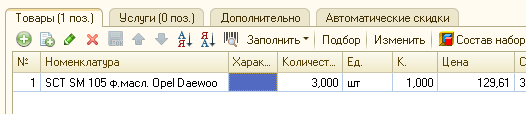 Товары (1 поз.) Услуги (0 поз.) Дополнительно Автоматические скидки
Заполнить Подбор Изменить Состав набор
№ Номенклатура Харак... Количест... Ед. К. Цена С
1 SCT SM 105 ф.масл. Opel Daewoo 3,000 шт 1,000 129,61 3